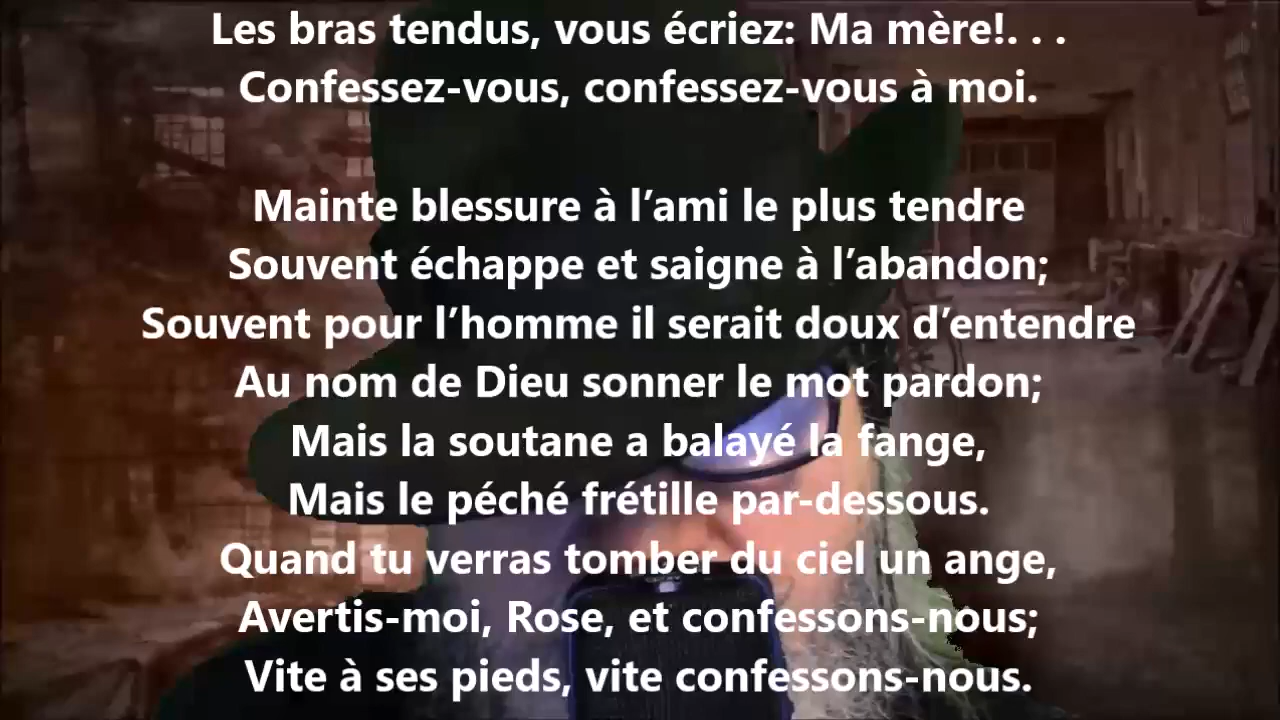 Les bras tendus, vous écriez: Ma mère!. . .
Confessez-vous, confessez-vous à moi.
Mainte blessure à l’ami le plus tendre
Souvent échappe et saigne à l’abandon;
Souvent pour l’homme il serait doux d’entendre
Au nom de Dieu sonner le mot pardon;
Mais la soutane a balayé la fange,
Mais le péché frétille par-dessous.
Quand tu verras tomber du ciel un ange,
Avertis-moi, Rose, et confessons-nous;
Vite à ses pieds, vite confessons-nous.